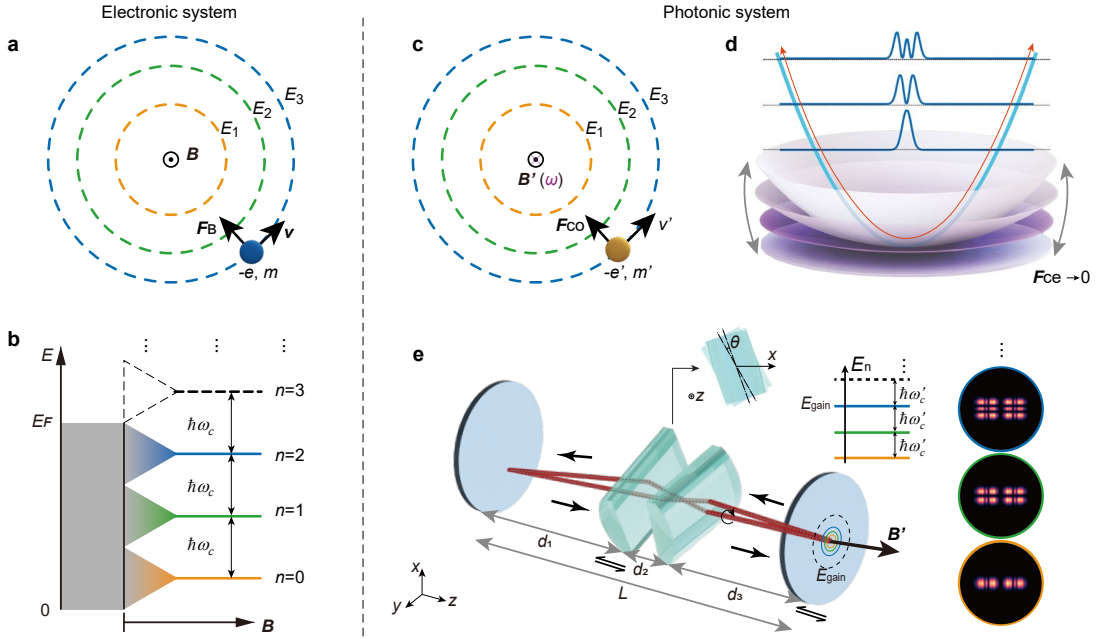 Electronic system
Photonic system
a
E1
E2
E3
B
FB
v
-e, m
b
E
EF
0
n=3
n=2
n=1
n=0
ℏωc
ℏωc
ℏωc
B
c
E1
E2
E3
B' (ω)
FCO
v'
-e', m'
d
Fce →0
e
θ
x
z
En
Egain
ℏω'c
ℏω'c
ℏω'c
d1
d2
d3
L
Egain
B'
x
y
z